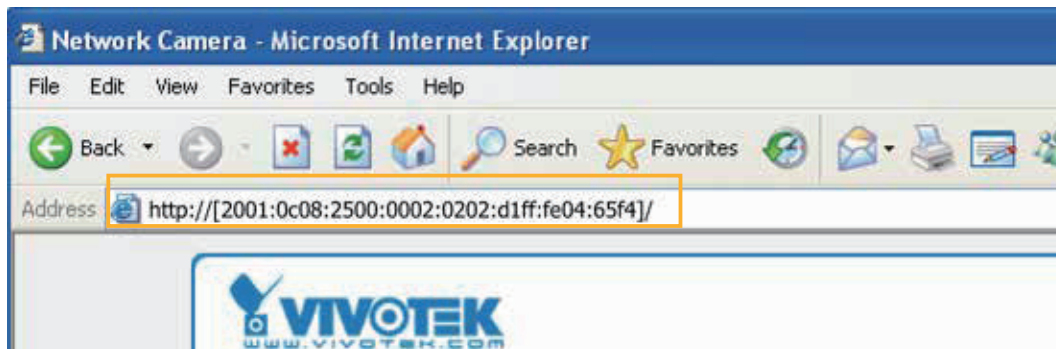 Network Camera - Microsoft Internet Explorer
File Edit View Favorites Tools Help
Back Search Favorites
Address http://[2001:0c08:2500:0002:0202:d1ff:fe04:65f4]/
VIVOTEK
www.vivotek.com